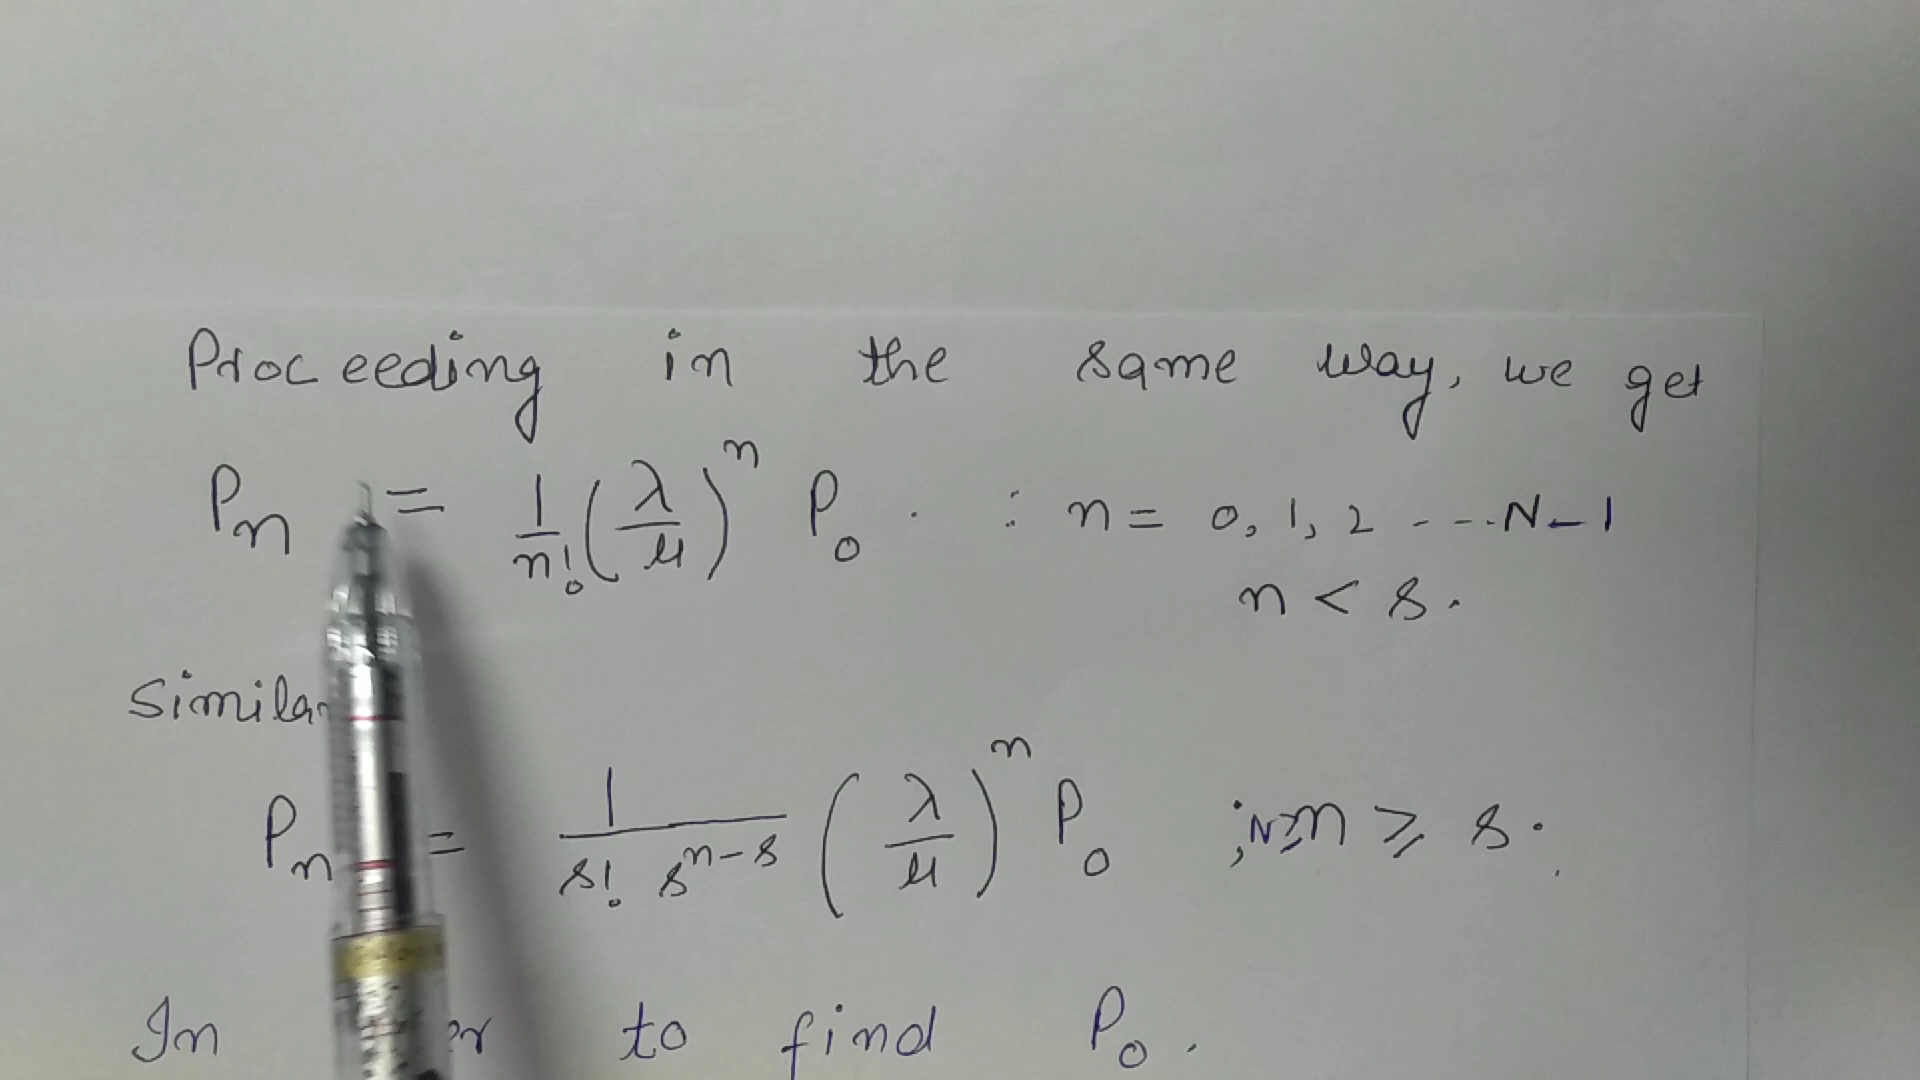 Proceeding in the same way, we get
Pn = 1/n! (λ/μ)^n P0 . : n = 0, 1, 2 ---. N-1
n < s.
Pn = 1/(s! s^(n-s)) (λ/μ)^n P0 ; N≥n ≥ s.
In to find P0.